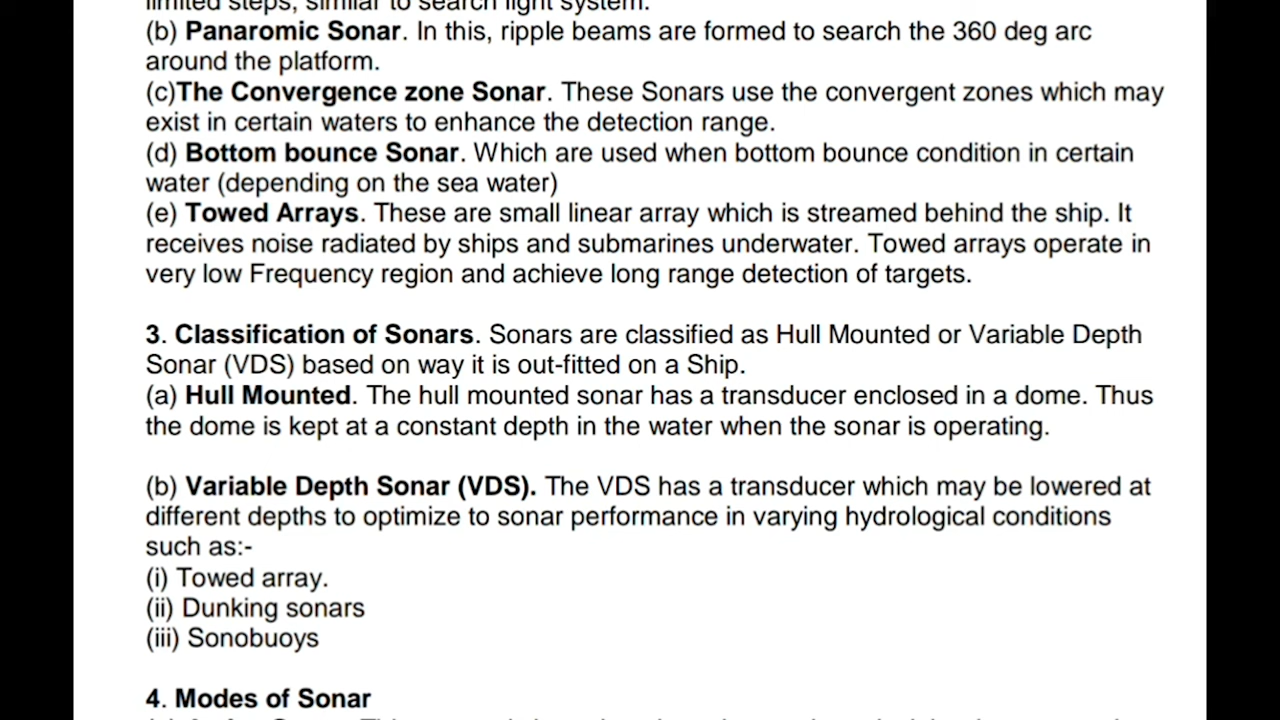 limited steps, similar to search light system.
(b) Panaromic Sonar. In this, ripple beams are formed to search the 360 deg arc
around the platform.
(c)The Convergence zone Sonar. These Sonars use the convergent zones which may
exist in certain waters to enhance the detection range.
(d) Bottom bounce Sonar. Which are used when bottom bounce condition in certain
water (depending on the sea water)
(e) Towed Arrays. These are small linear array which is streamed behind the ship. It
receives noise radiated by ships and submarines underwater. Towed arrays operate in
very low Frequency region and achieve long range detection of targets.
3. Classification of Sonars. Sonars are classified as Hull Mounted or Variable Depth
Sonar (VDS) based on way it is out-fitted on a Ship.
(a) Hull Mounted. The hull mounted sonar has a transducer enclosed in a dome. Thus
the dome is kept at a constant depth in the water when the sonar is operating.
(b) Variable Depth Sonar (VDS). The VDS has a transducer which may be lowered at
different depths to optimize to sonar performance in varying hydrological conditions
such as:-
(i) Towed array.
(ii) Dunking sonars
(iii) Sonobuoys
4. Modes of Sonar